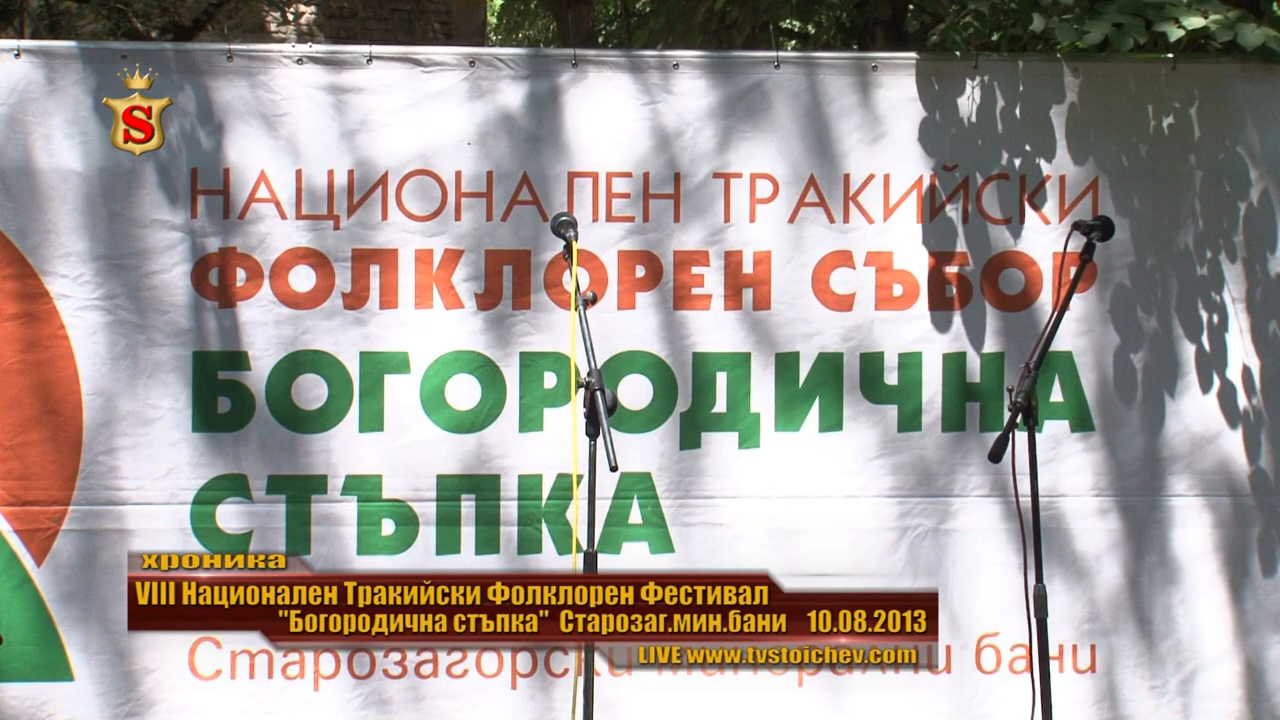 S
НАЦИОНАЛЕН ТРАКИЙСКИ
ФОЛКЛОРЕН СЪБОР
БОГОРОДИЧНА
СТЪПКА
хроника
VIII Национален Тракийски Фолклорен Фестивал
"Богородична стъпка" Старозаг.мин.бани 10.08.2013
LIVE www.tvstoichev.com
Старозагорски минерални бани